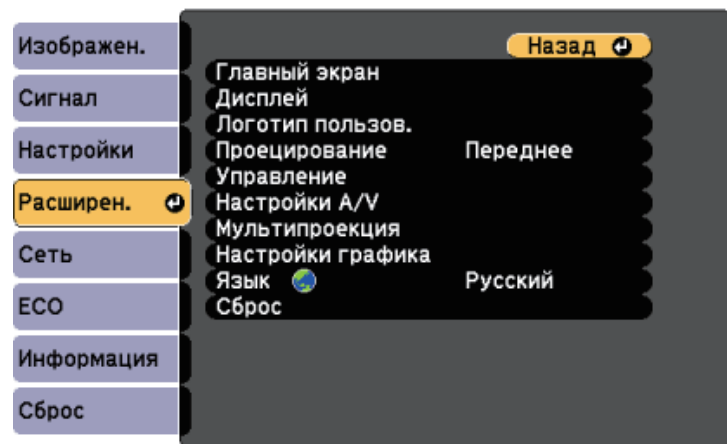 Изображен.
Сигнал
Настройки
Расширен.
Сеть
ECO
Информация
Сброс
Назад
Главный экран
Дисплей
Логотип пользов.
Проецирование Переднее
Управление
Настройки A/V
Мультипроекция
Настройки графика
Язык Русский
Сброс